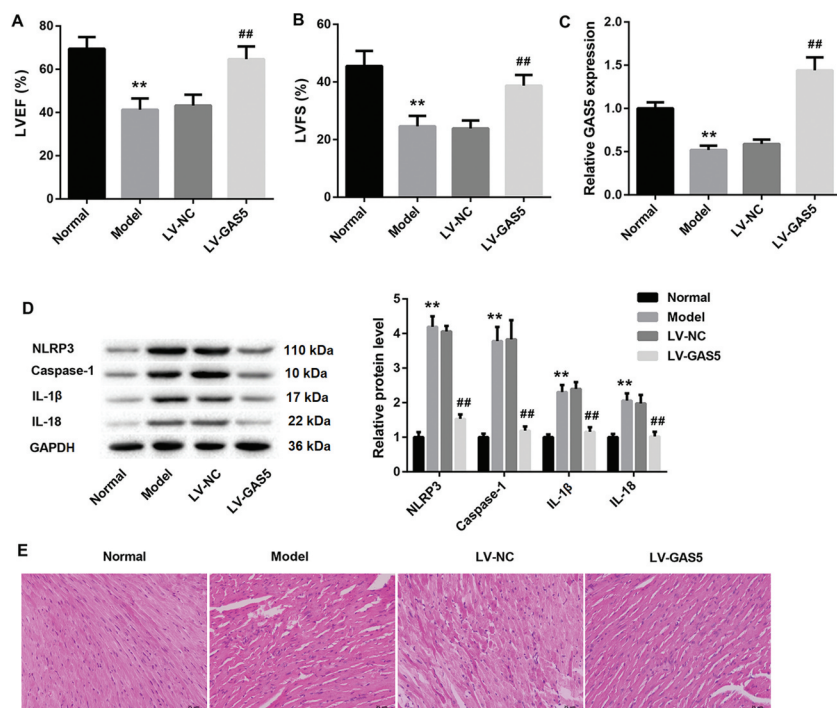 A
LVEF (%)
80
60
40
20
0
**
##
Normal
Model
LV-NC
LV-GAS5
B
LVFS (%)
60
40
20
0
**
##
Normal
Model
LV-NC
LV-GAS5
C
Relative GAS5 expression
2.0
1.5
1.0
0.5
0.0
**
##
Normal
Model
LV-NC
LV-GAS5
D
NLRP3 110 kDa
Caspase-1 10 kDa
IL-1β 17 kDa
IL-18 22 kDa
GAPDH 36 kDa
Normal
Model
LV-NC
LV-GAS5
Relative protein level
5
4
3
2
1
0
**
##
**
##
**
##
**
##
NLRP3
Caspase-1
IL-1β
IL-18
Normal
Model
LV-NC
LV-GAS5
E
Normal
Model
LV-NC
LV-GAS5